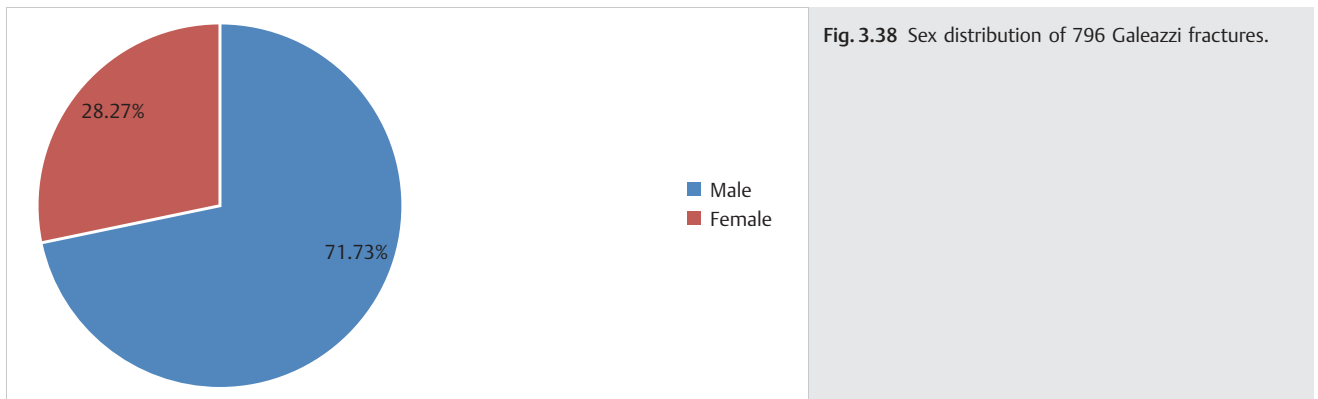 28.27%
71.73%
Male
Female
Fig. 3.38 Sex distribution of 796 Galeazzi fractures.